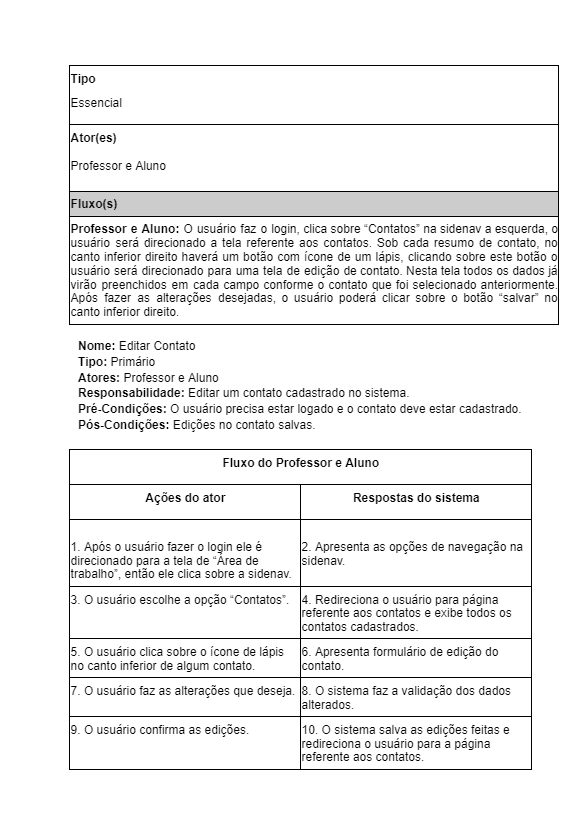 Tipo
Essencial
Ator(es)
Professor e Aluno
Fluxo(s)
Professor e Aluno: O usuário faz o login, clica sobre “Contatos” na sidenav a esquerda, o
usuário será direcionado a tela referente aos contatos. Sob cada resumo de contato, no
canto inferior direito haverá um botão com ícone de um lápis, clicando sobre este botão o
usuário será direcionado para uma tela de edição de contato. Nesta tela todos os dados já
virão preenchidos em cada campo conforme o contato que foi selecionado anteriormente.
Após fazer as alterações desejadas, o usuário poderá clicar sobre o botão “salvar” no
canto inferior direito.
Nome: Editar Contato
Tipo: Primário
Atores: Professor e Aluno
Responsabilidade: Editar um contato cadastrado no sistema.
Pré-Condições: O usuário precisa estar logado e o contato deve estar cadastrado.
Pós-Condições: Edições no contato salvas.
Fluxo do Professor e Aluno
Ações do ator
Respostas do sistema
1. Após o usuário fazer o login ele é
direcionado para a tela de “Área de
trabalho”, então ele clica sobre a sidenav.
2. Apresenta as opções de navegação na
sidenav.
3. O usuário escolhe a opção “Contatos”.
4. Redireciona o usuário para página
referente aos contatos e exibe todos os
contatos cadastrados.
5. O usuário clica sobre o ícone de lápis
no canto inferior de algum contato.
6. Apresenta formulário de edição do
contato.
7. O usuário faz as alterações que deseja.
8. O sistema faz a validação dos dados
alterados.
9. O usuário confirma as edições.
10. O sistema salva as edições feitas e
redireciona o usuário para a página
referente aos contatos.